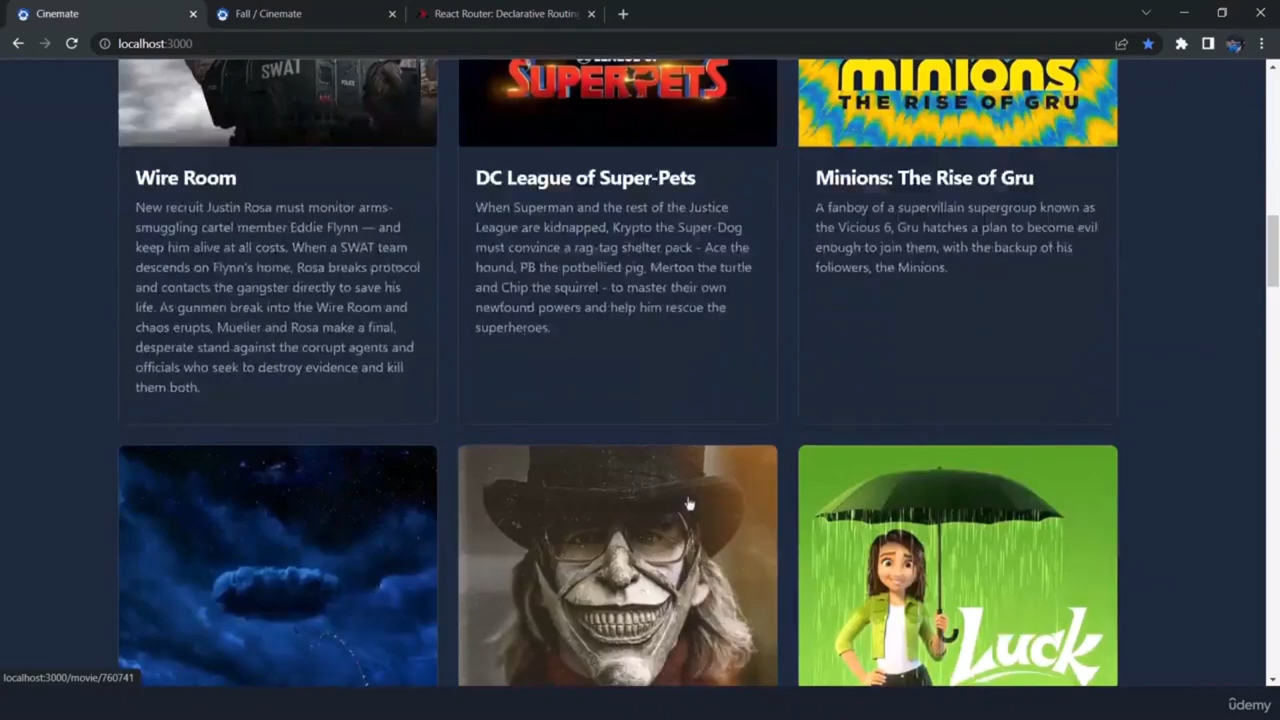 Cinemate
Fall / Cinemate
React Router: Declarative Routing
localhost:3000
SWAT
POLICE
LEAGUE OF
SUPER-PETS
MINIONS
THE RISE OF GRU
Wire Room
New recruit Justin Rosa must monitor arms-
smuggling cartel member Eddie Flynn — and
keep him alive at all costs. When a SWAT team
descends on Flynn's home, Rosa breaks protocol
and contacts the gangster directly to save his
life. As gunmen break into the Wire Room and
chaos erupts, Mueller and Rosa make a final,
desperate stand against the corrupt agents and
officials who seek to destroy evidence and kill
them both.
DC League of Super-Pets
When Superman and the rest of the Justice
League are kidnapped, Krypto the Super-Dog
must convince a rag-tag shelter pack - Ace the
hound, PB the potbellied pig, Merton the turtle
and Chip the squirrel - to master their own
newfound powers and help him rescue the
superheroes.
Minions: The Rise of Gru
A fanboy of a supervillain supergroup known as
the Vicious 6, Gru hatches a plan to become evil
enough to join them, with the backup of his
followers, the Minions.
Luck
localhost:3000/movie/760741
ûdemy